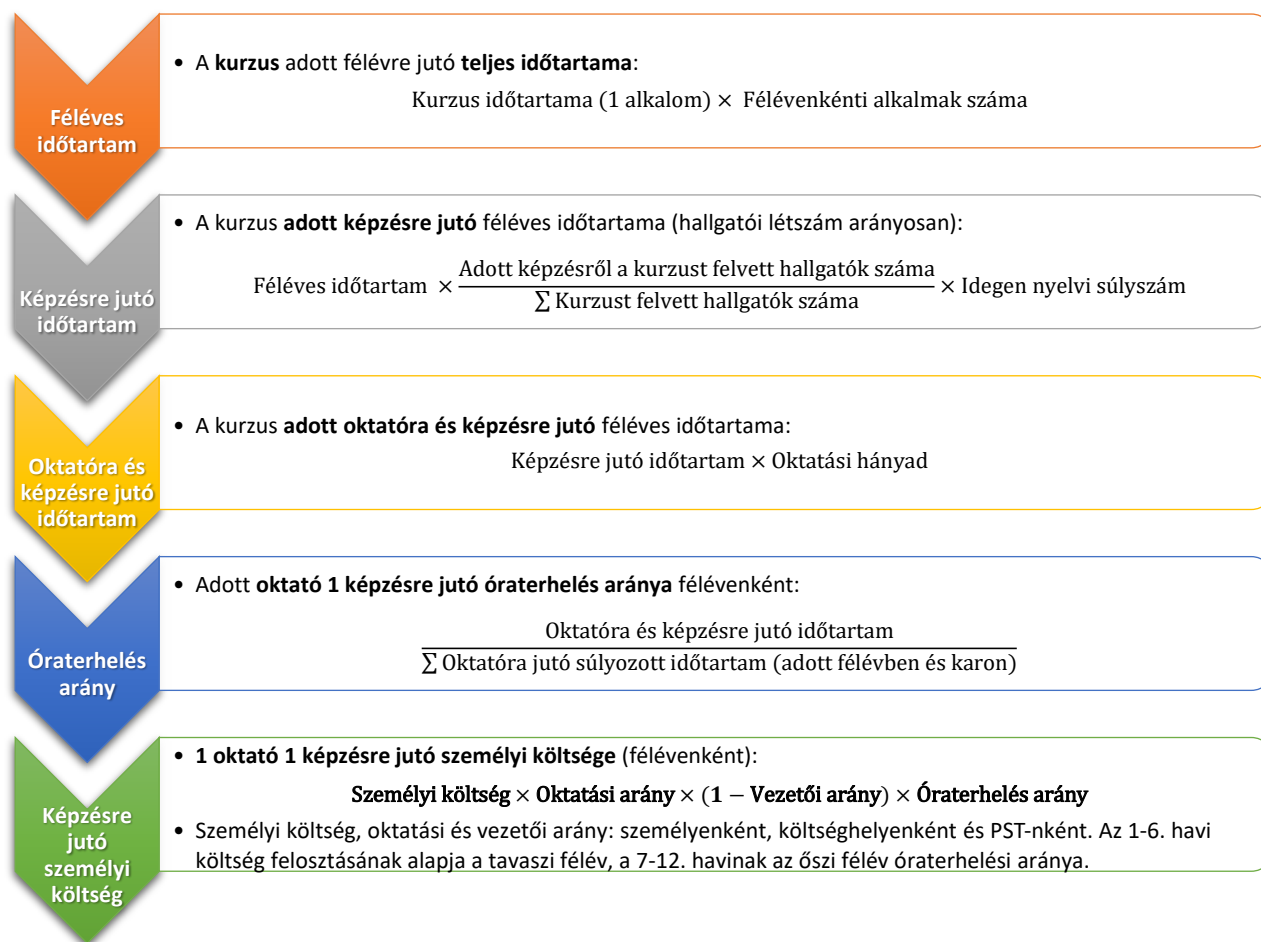 Féléves
időtartam
• A kurzus adott félévre jutó teljes időtartama:
Kurzus időtartama (1 alkalom) × Félévenkénti alkalmak száma
Képzésre jutó
időtartam
• A kurzus adott képzésre jutó féléves időtartama (hallgatói létszám arányosan):
Féléves időtartam × Adott képzésről a kurzust felvett hallgatók száma / ∑ Kurzust felvett hallgatók száma × Idegen nyelvi súlyszám
Oktatóra és
képzésre jutó
időtartam
• A kurzus adott oktatóra és képzésre jutó féléves időtartama:
Képzésre jutó időtartam × Oktatási hányad
Óraterhelés
arány
• Adott oktató 1 képzésre jutó óraterhelés aránya félévenként:
Oktatóra és képzésre jutó időtartam
∑ Oktatóra jutó súlyozott időtartam (adott félévben és karon)
Képzésre
jutó
személyi
költség
• 1 oktató 1 képzésre jutó személyi költsége (félévenként):
Személyi költség × Oktatási arány × (1 − Vezetői arány) × Óraterhelés arány
• Személyi költség, oktatási és vezetői arány: személyenként, költséghelyenként és PST-nként. Az 1-6. havi
költség felosztásának alapja a tavaszi félév, a 7-12. havinak az őszi félév óraterhelési aránya.